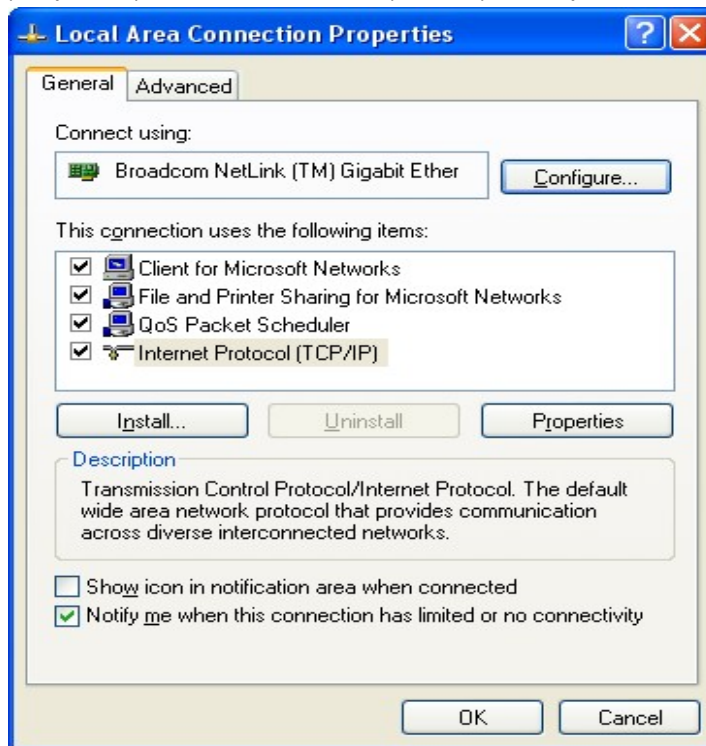 Local Area Connection Properties
General Advanced
Connect using:
Broadcom NetLink (TM) Gigabit Ether
Configure...
This connection uses the following items:
Client for Microsoft Networks
File and Printer Sharing for Microsoft Networks
QoS Packet Scheduler
Internet Protocol (TCP/IP)
Install... Uninstall Properties
Description
Transmission Control Protocol/Internet Protocol. The default
wide area network protocol that provides communication
across diverse interconnected networks.
Show icon in notification area when connected
Notify me when this connection has limited or no connectivity
OK Cancel